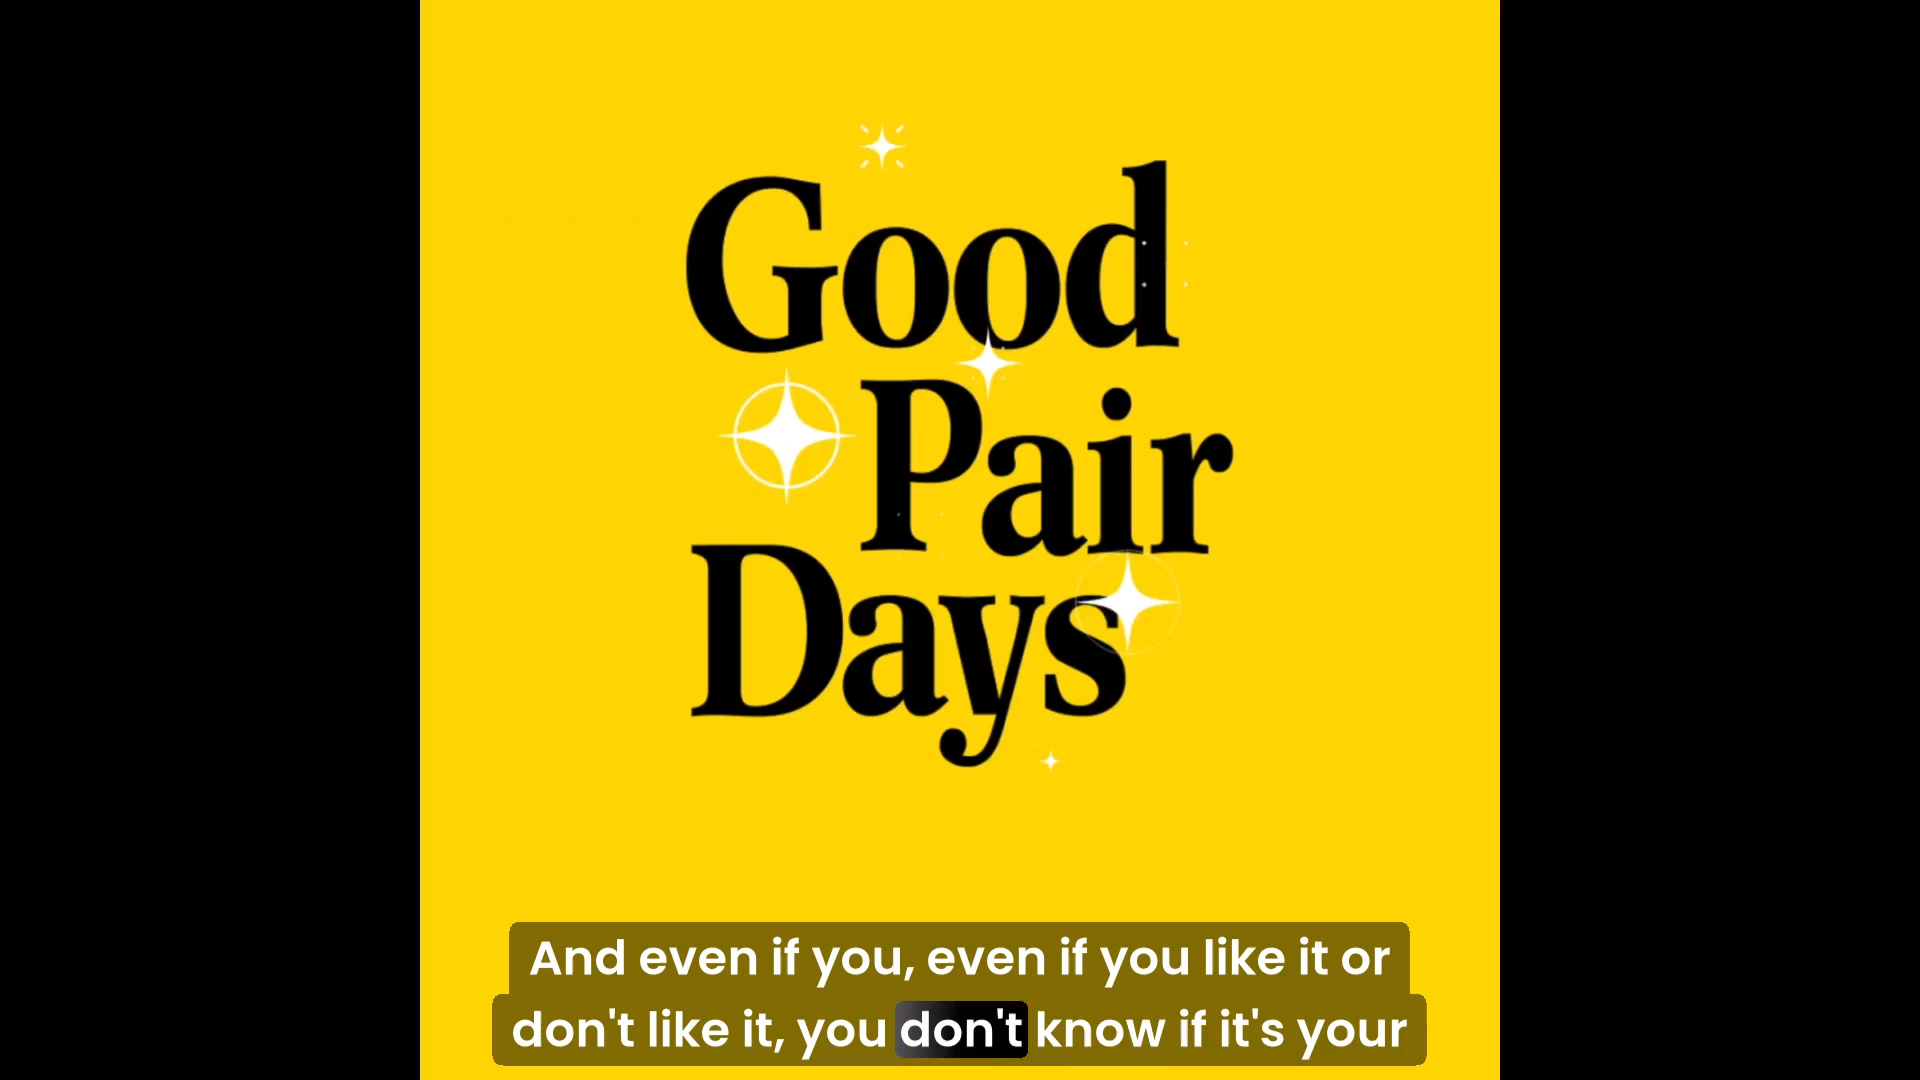 Good
Pair
Days
And even if you, even if you like it or
don't like it, you don't know if it's your